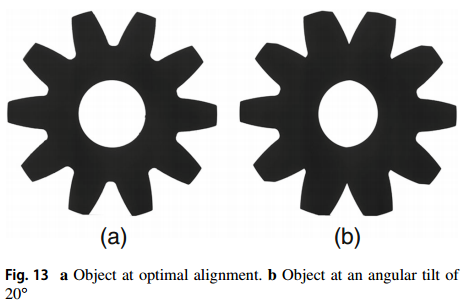 (a) (b)
Fig. 13 a Object at optimal alignment. b Object at an angular tilt of
20°